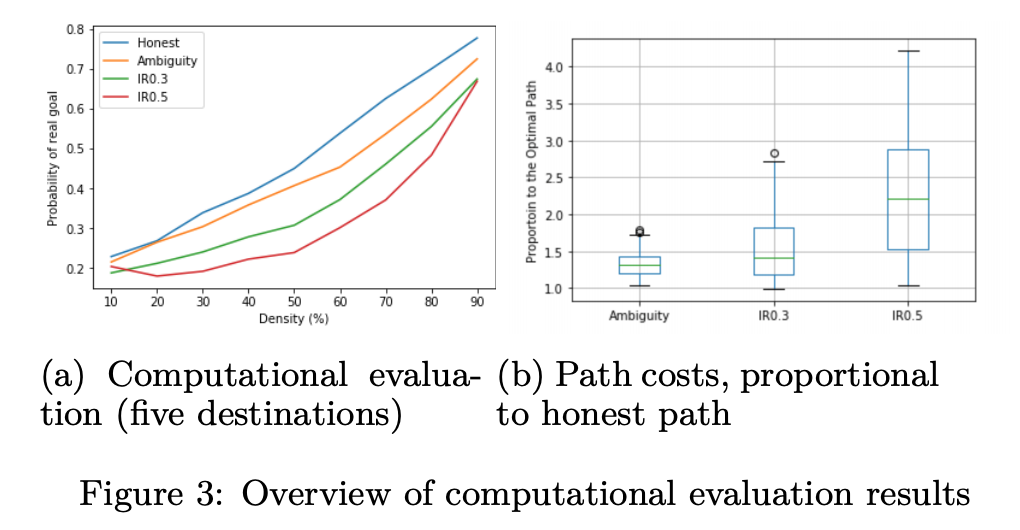 0.8
0.7
0.6
0.5
0.4
0.3
0.2
Probability of real goal
Honest
Ambiguity
IR0.3
IR0.5
10 20 30 40 50 60 70 80 90
Density (%)
4.0
3.5
3.0
2.5
2.0
1.5
1.0
Proportoin to the Optimal Path
Ambiguity IR0.3 IR0.5
(a) Computational evalua-
tion (five destinations)
(b) Path costs, proportional
to honest path
Figure 3: Overview of computational evaluation results